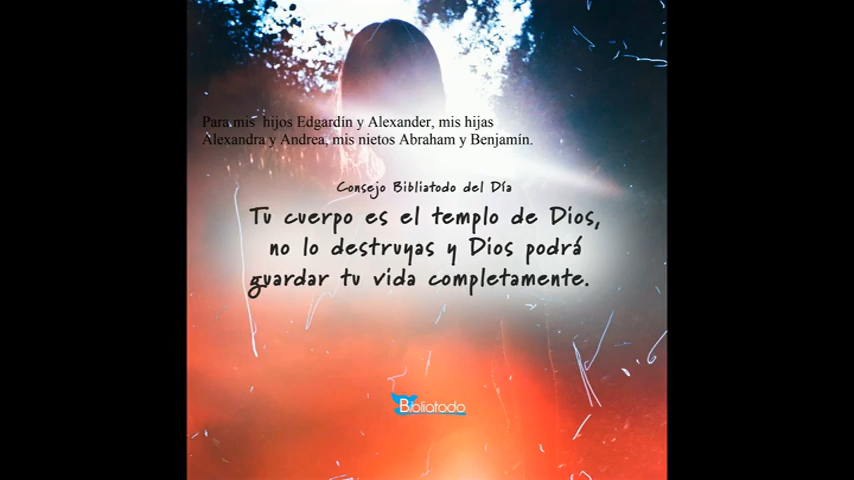 Para mis hijos Edgardín y Alexander, mis hijas
Alexandra y Andrea, mis nietos Abraham y Benjamín.
Consejo Bibliatodo del Día
Tu cuerpo es el templo de Dios,
no lo destruyas y Dios podrá
guardar tu vida completamente.
Bibliatodo